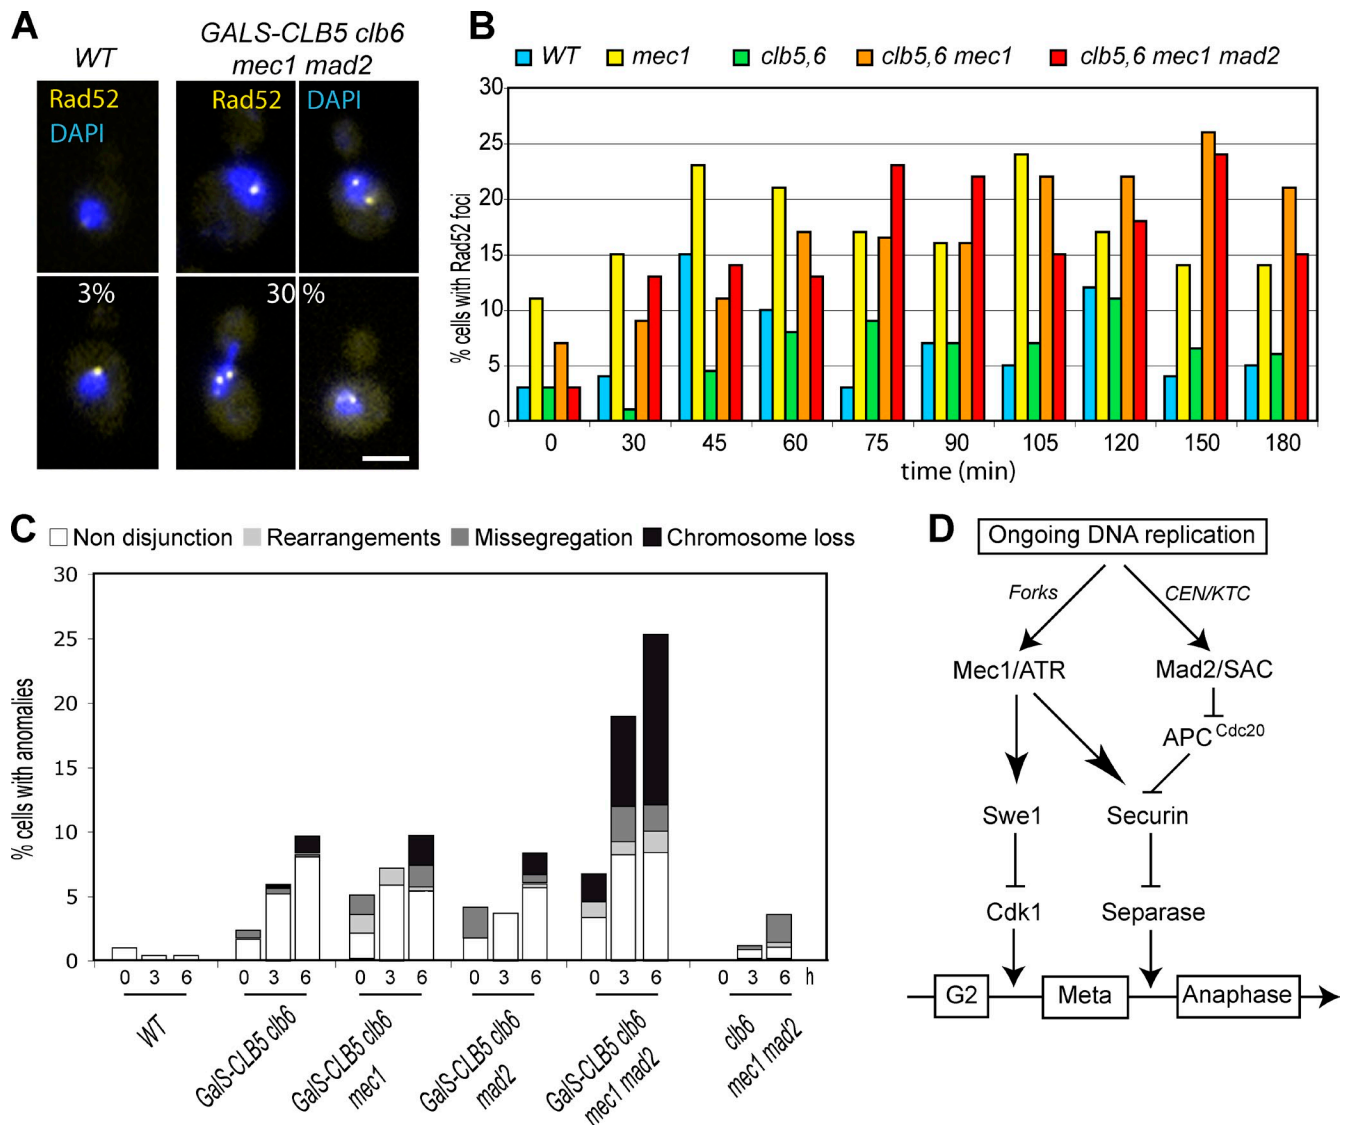 A
WT
GALS-CLB5 clb6
mec1 mad2
Rad52
DAPI
Rad52
DAPI
3%
30 %
B
WT
mec1
clb5,6
clb5,6 mec1
clb5,6 mec1 mad2
% cells with Rad52 foci
30
25
20
15
10
5
0
0 30 45 60 75 90 105 120 150 180
time (min)
C
Non disjunction
Rearrangements
Missegregation
Chromosome loss
% cells with anomalies
30
25
20
15
10
5
0
0 3 6 0 3 6 0 3 6 0 3 6 0 3 6 0 3 6 h
WT
GalS-CLB5 clb6
GalS-CLB5 clb6
mec1
GalS-CLB5 clb6
mad2
GalS-CLB5 clb6
mec1 mad2
clb6
mec1 mad2
D
Ongoing DNA replication
Forks
CEN/KTC
Mec1/ATR
Mad2/SAC
APC Cdc20
Swe1
Securin
Cdk1
Separase
G2
Meta
Anaphase